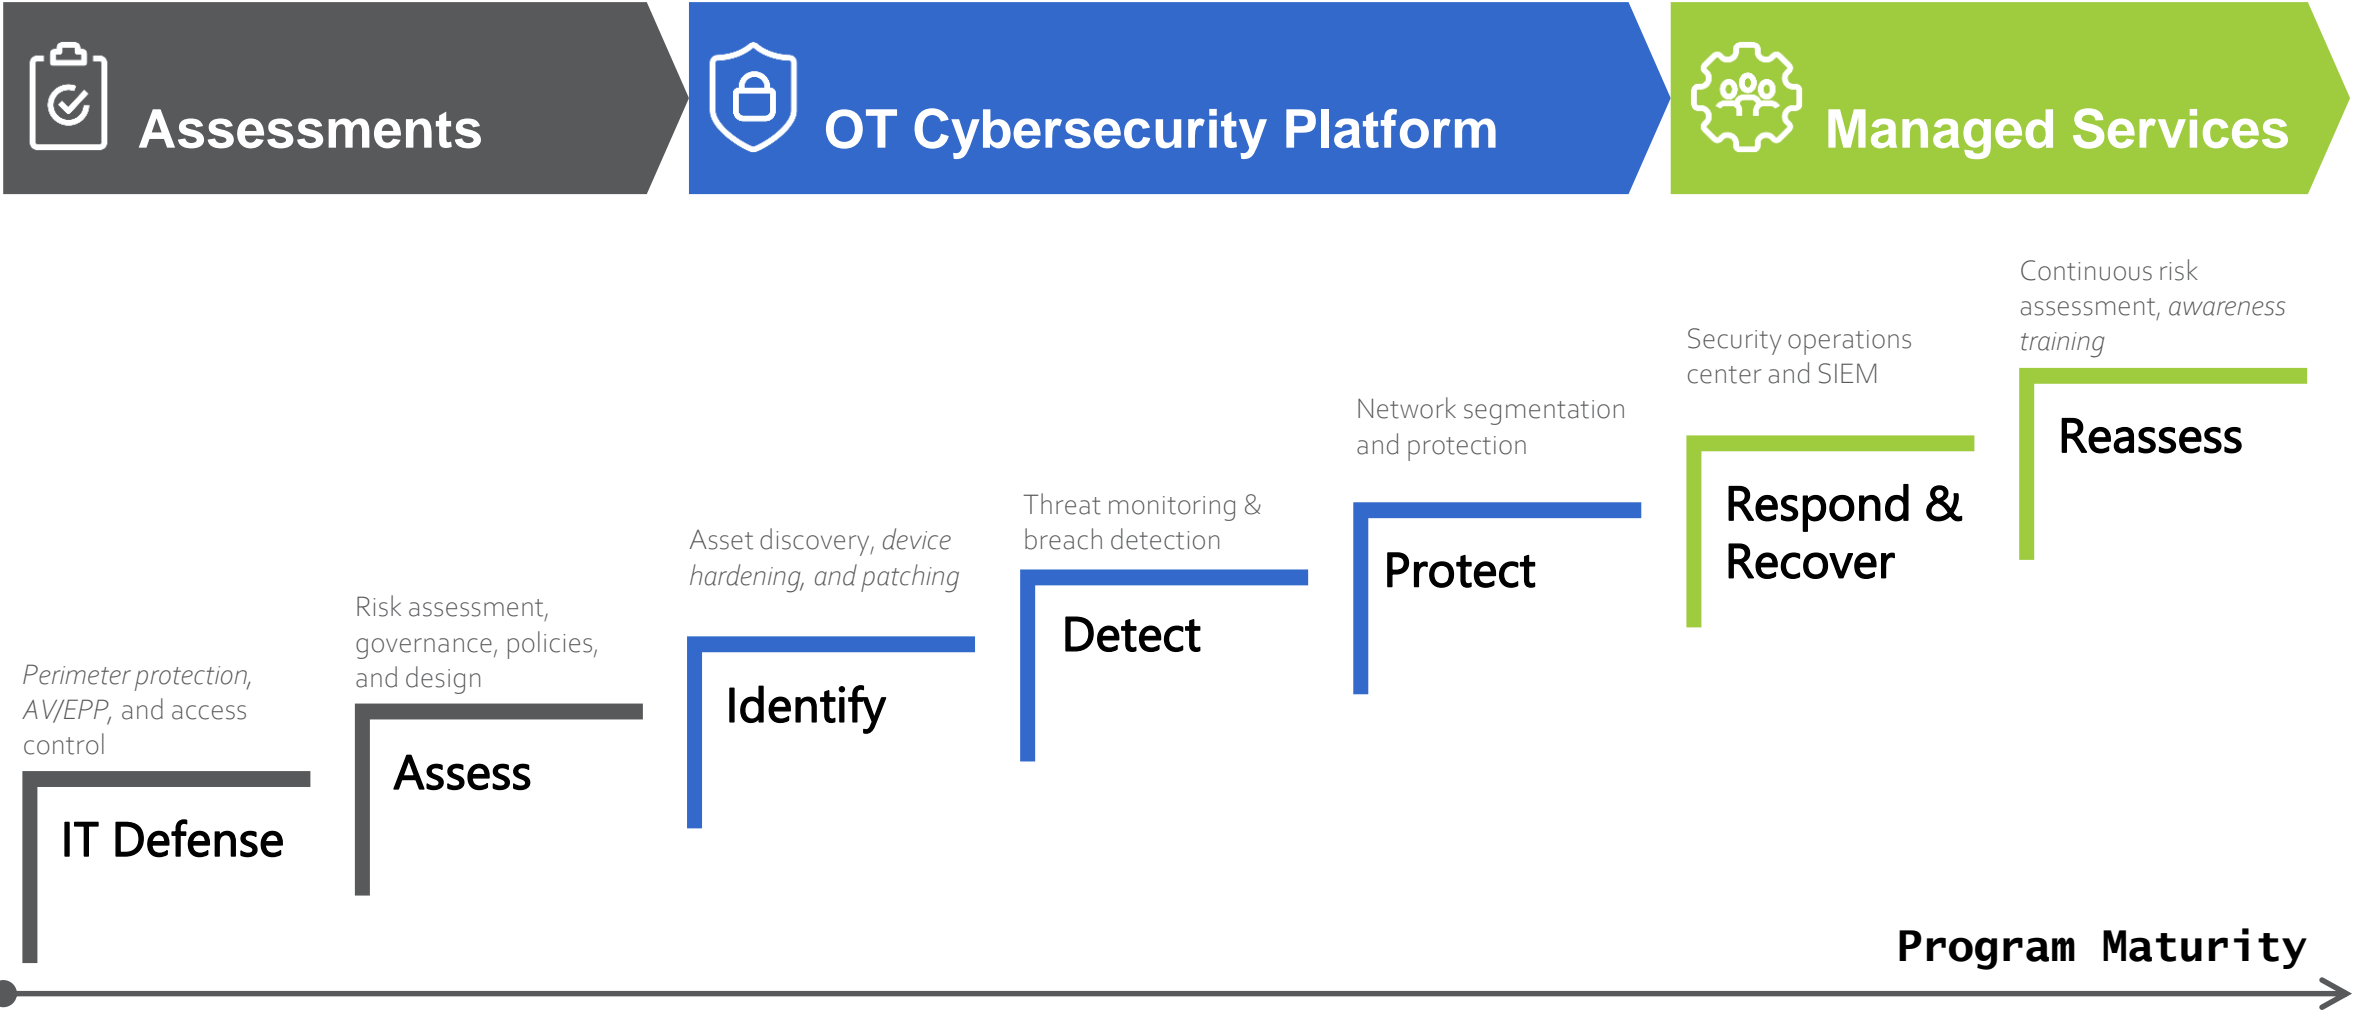 Assessments
OT Cybersecurity Platform
Managed Services
Perimeter protection,
AV/EPP, and access
control
IT Defense
Risk assessment,
governance, policies,
and design
Assess
Asset discovery, device
hardening, and patching
Identify
Threat monitoring &
breach detection
Detect
Network segmentation
and protection
Protect
Security operations
center and SIEM
Respond &
Recover
Continuous risk
assessment, awareness
training
Reassess
Program Maturity